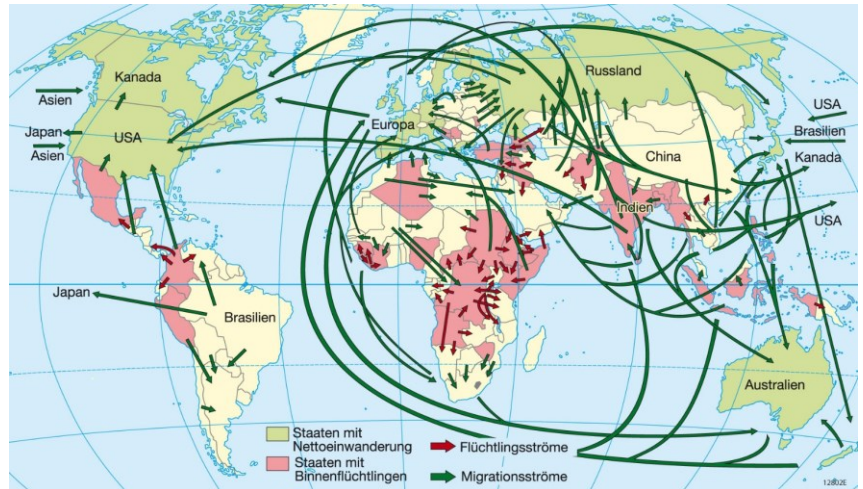 Kanada
Asien
USA
Japan
Asien
Europa
Russland
China
Indien
USA
Brasilien
Kanada
USA
Japan
Brasilien
Australien
Staaten mit
Nettoeinwanderung
Staaten mit
Binnenflüchtlingen
Flüchtlingsströme
Migrationsströme
12802E